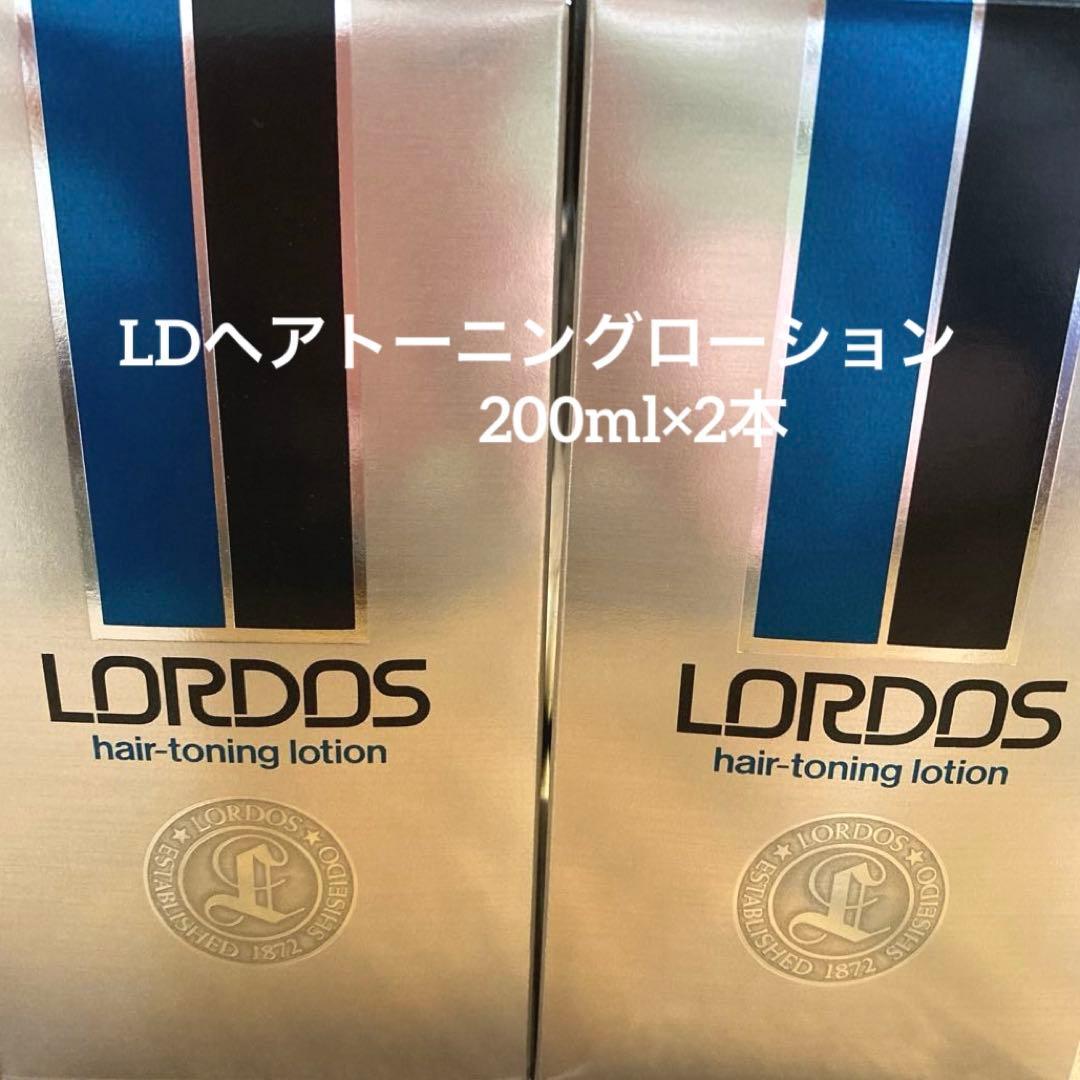 LDヘアトーニングローション
200ml×2本
LORDOS
hair-toning lotion
LORDOS
SHISEIDO
ESTABLISHED 1872
LORDOS
hair-toning lotion
LORDOS
SHISEIDO
ESTABLISHED 1872